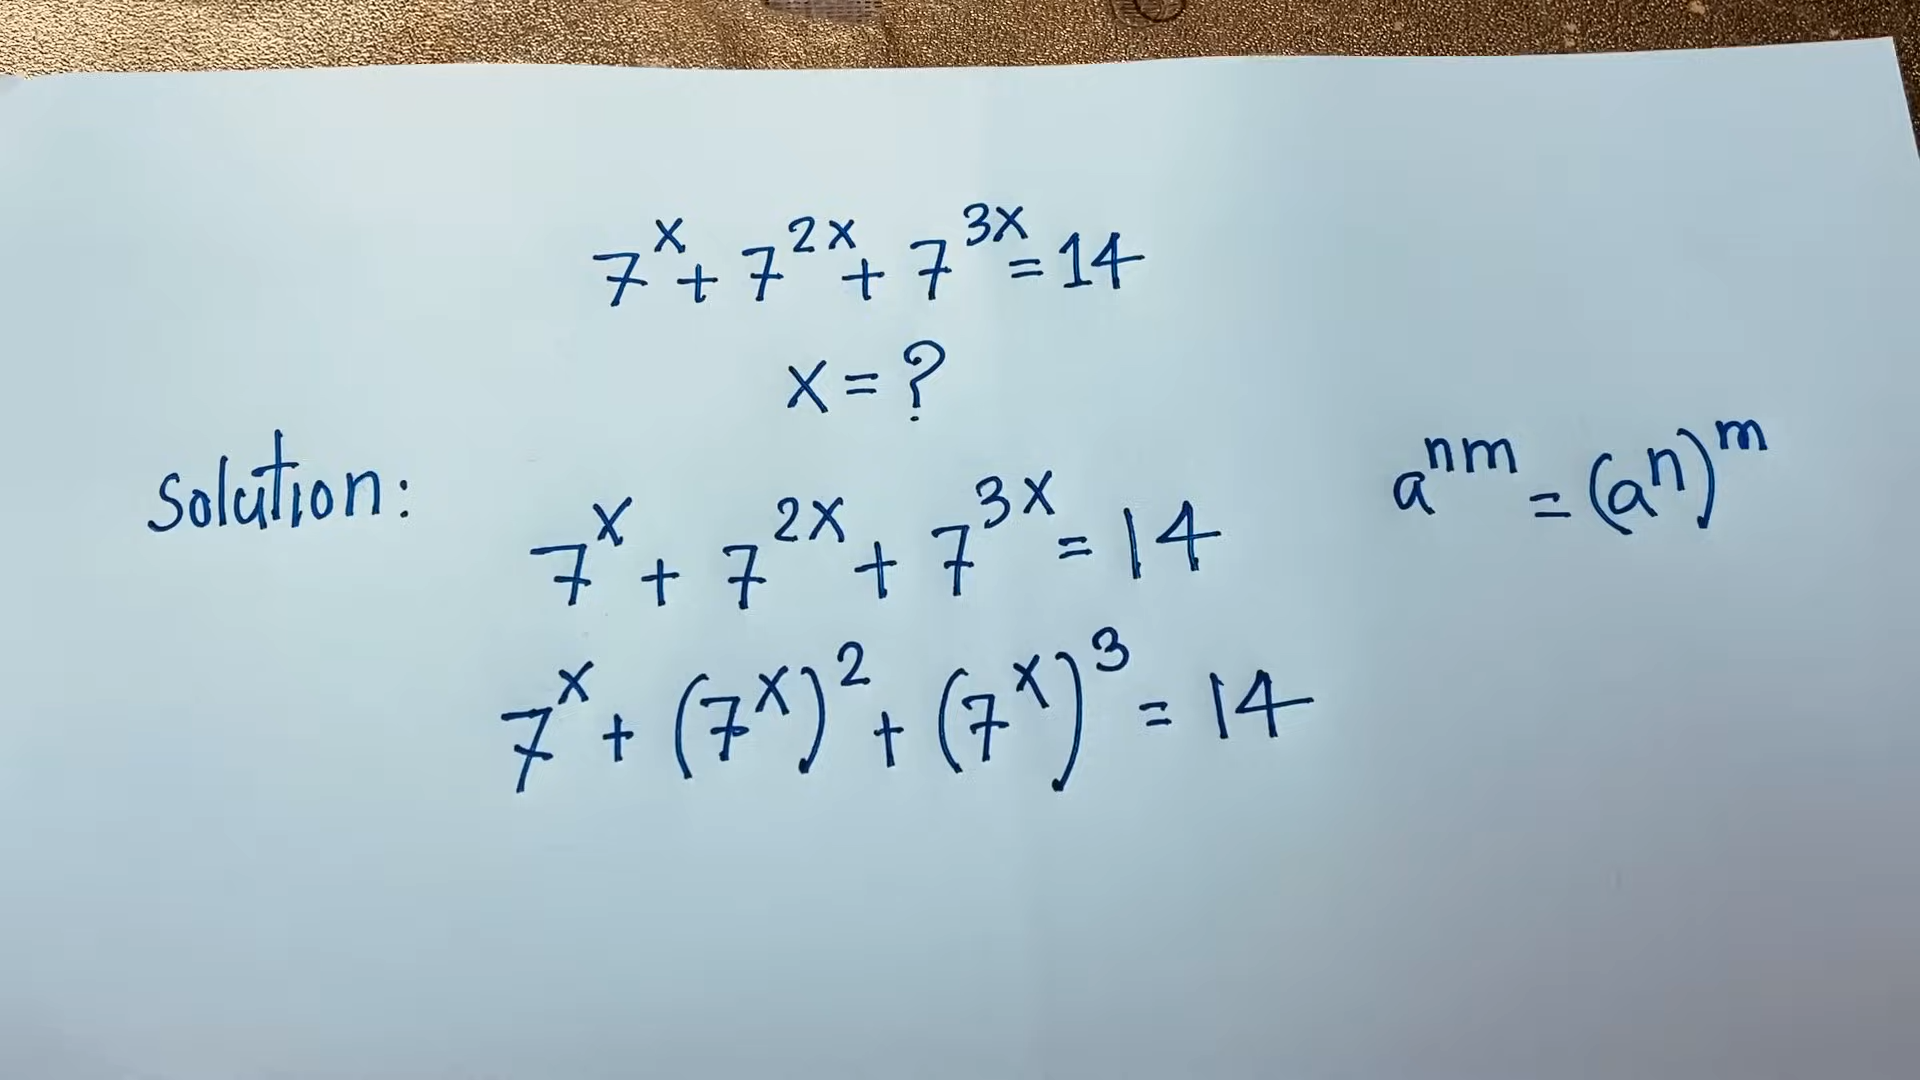 7^x + 7^{2x} + 7^{3x} = 14
x = ?
Solution:
a^{nm} = (a^n)^m
7^x + 7^{2x} + 7^{3x} = 14
7^x + (7^x)^2 + (7^x)^3 = 14